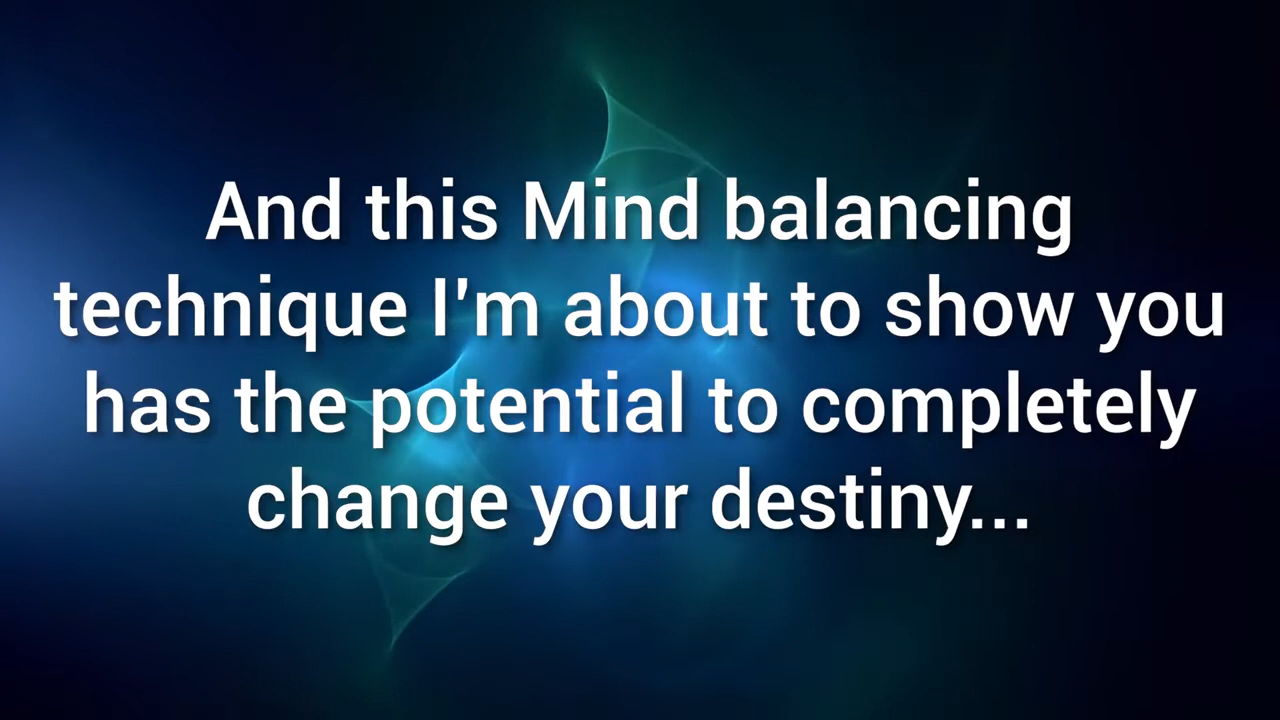 And this Mind balancing
technique I'm about to show you
has the potential to completely
change your destiny...